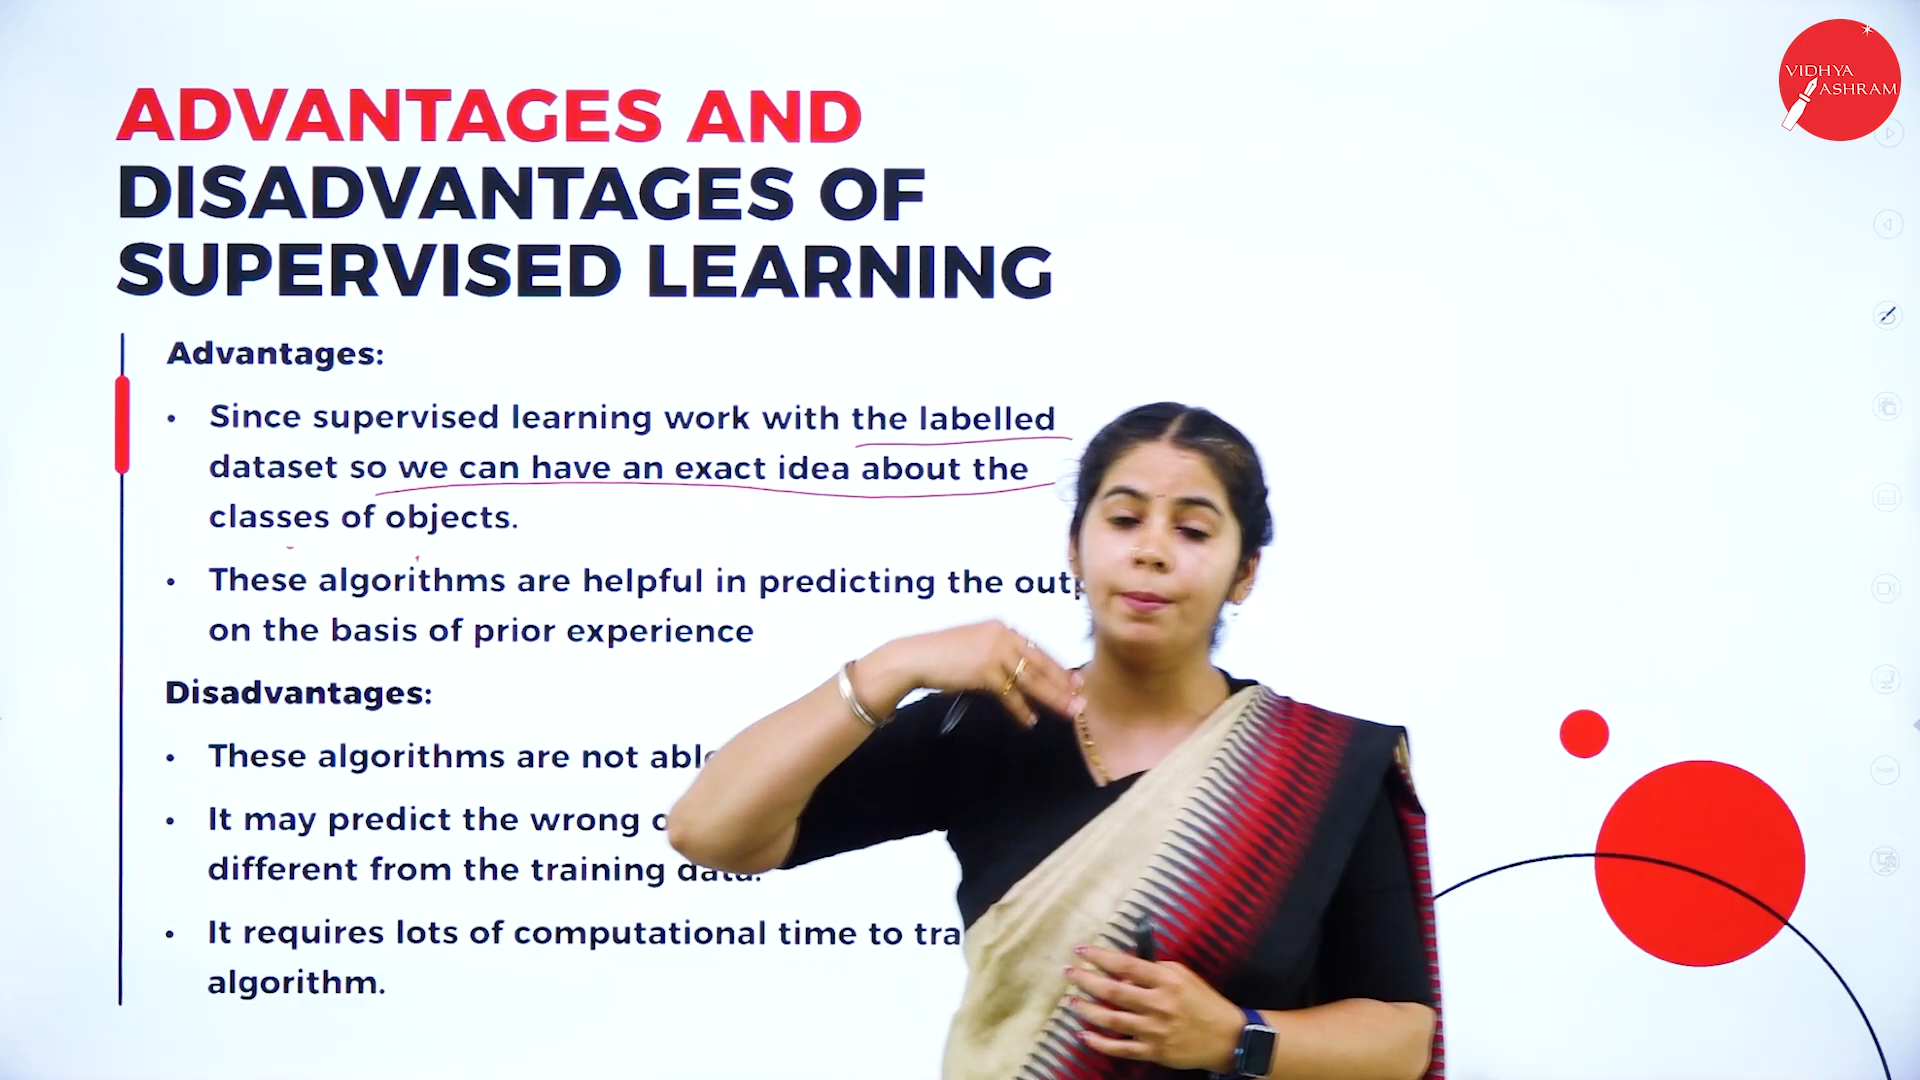 VIDHYA
ASHRAM
ADVANTAGES AND
DISADVANTAGES OF
SUPERVISED LEARNING
Advantages:
• Since supervised learning work with the labelled
dataset so we can have an exact idea about the
classes of objects.
• These algorithms are helpful in predicting the
on the basis of prior experience
Disadvantages:
• These algorithms are not
• It may predict the wrong
different from the training data.
• It requires lots of computational time to
algorithm.